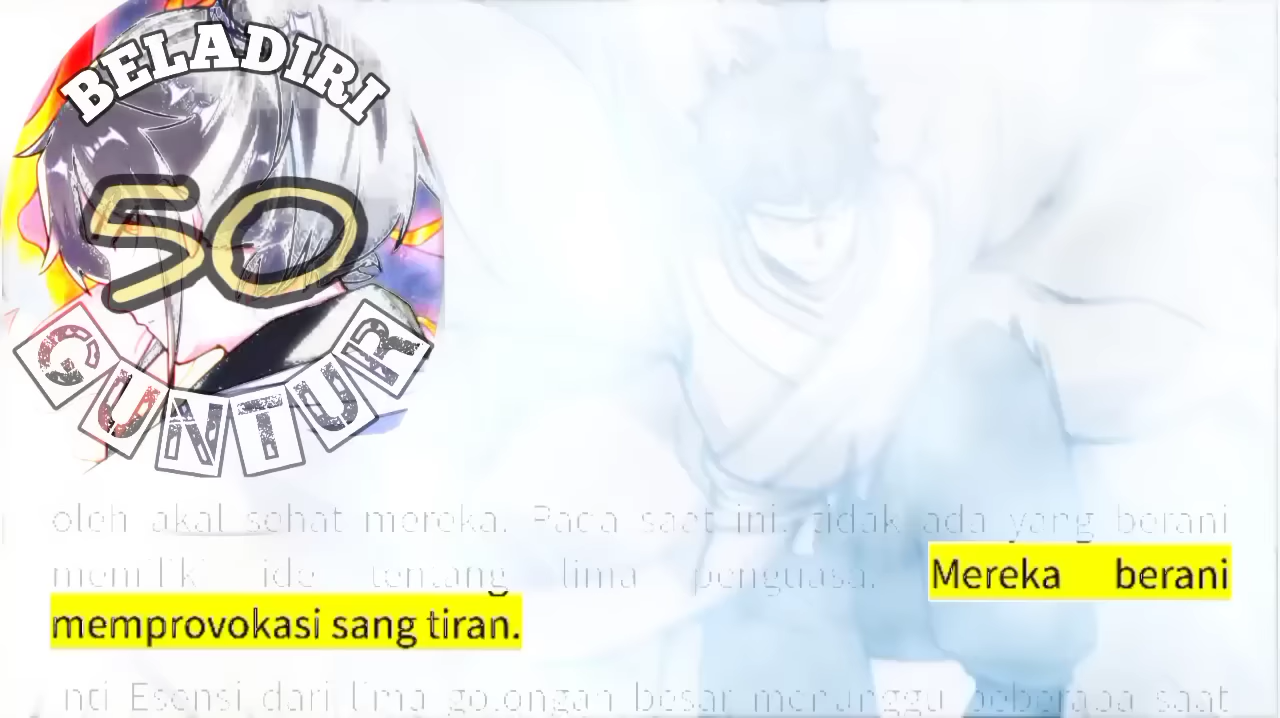 BELADIRI
50
GUNTUR
oleh akal sehat mereka. Pada saat ini, tidak ada yang berani
memiliki ide tentang lima penguasa. Mereka berani
memprovokasi sang tiran.
inti Esensi dari lima golongan besar menunggu beberapa saat